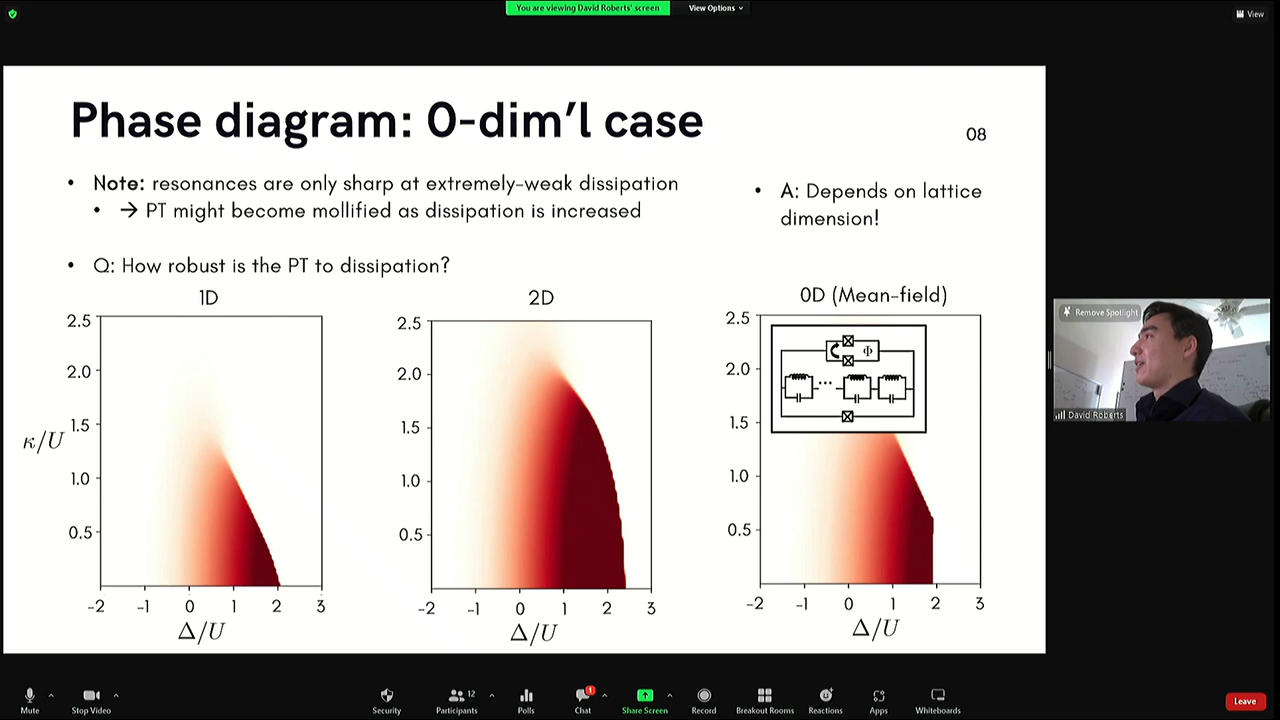 You are viewing David Roberts' screen
View Options
View
Phase diagram: 0-dim'l case
08
• Note: resonances are only sharp at extremely-weak dissipation
• → PT might become mollified as dissipation is increased
• Q: How robust is the PT to dissipation?
• A: Depends on lattice
dimension!
1D
2.5
2.0
1.5
1.0
0.5
κ/U
-2 -1 0 1 2 3
Δ/U
2D
2.5
2.0
1.5
1.0
0.5
-2 -1 0 1 2 3
Δ/U
0D (Mean-field)
2.5
2.0
1.5
1.0
0.5
Φ
-2 -1 0 1 2 3
Δ/U
Remove Spotlight
David Roberts
Mute
Stop Video
Security
12
Participants
Polls
1
Chat
Share Screen
Record
Breakout Rooms
Reactions
Apps
Whiteboards
Leave